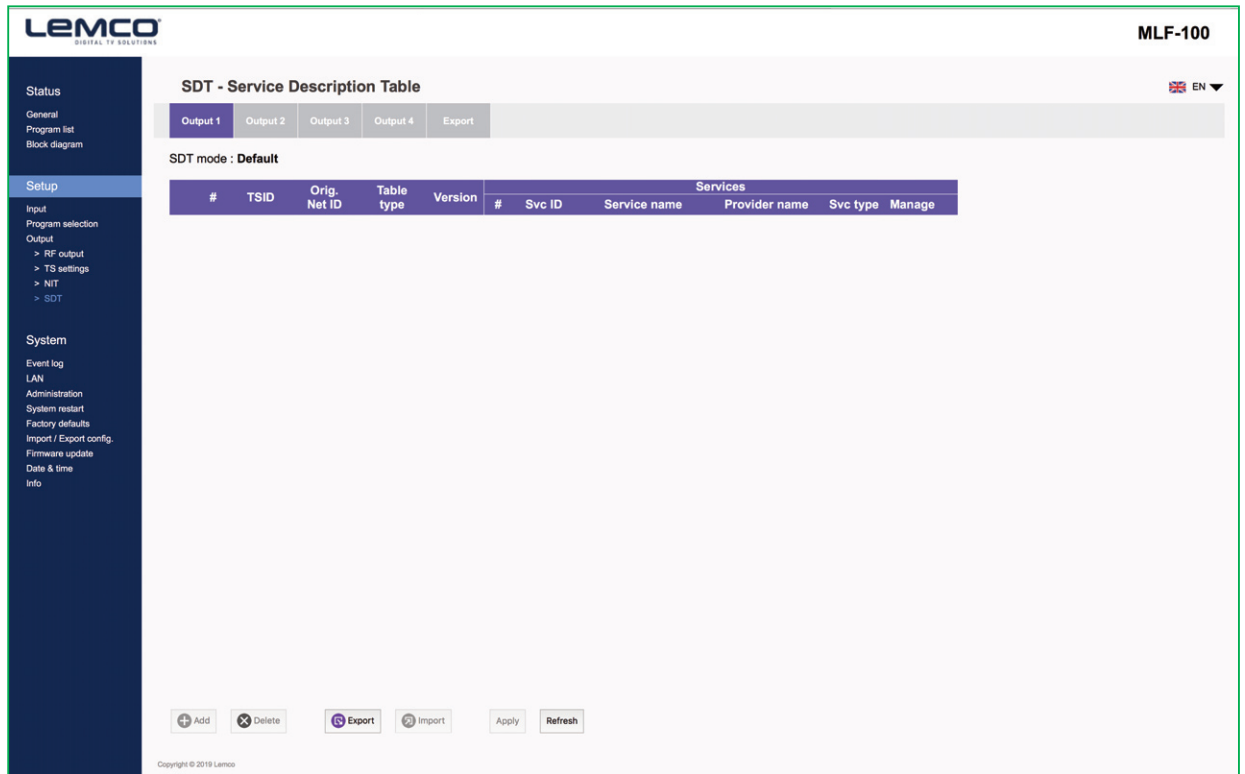 LEMCO
DIGITAL TV SOLUTIONS
MLF-100
Status
General
Program list
Block diagram
Setup
Input
Program selection
Output
> RF output
> TS settings
> NIT
> SDT
System
Event log
LAN
Administration
System restart
Factory defaults
Import / Export config.
Firmware update
Date & time
Info
SDT - Service Description Table
EN
Output 1 Output 2 Output 3 Output 4 Export
SDT mode : Default
# TSID Orig. Net ID Table type Version Services
# Svc ID Service name Provider name Svc type Manage
Add Delete Export Import Apply Refresh
Copyright © 2019 Lemco